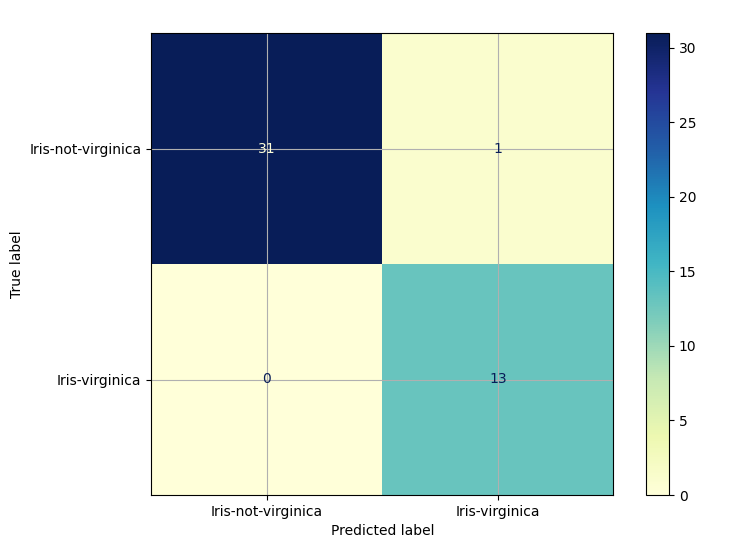 Iris-not-virginica
31
1
Iris-virginica
0
13
Iris-not-virginica
Iris-virginica
Predicted label
True label
30
25
20
15
10
5
0